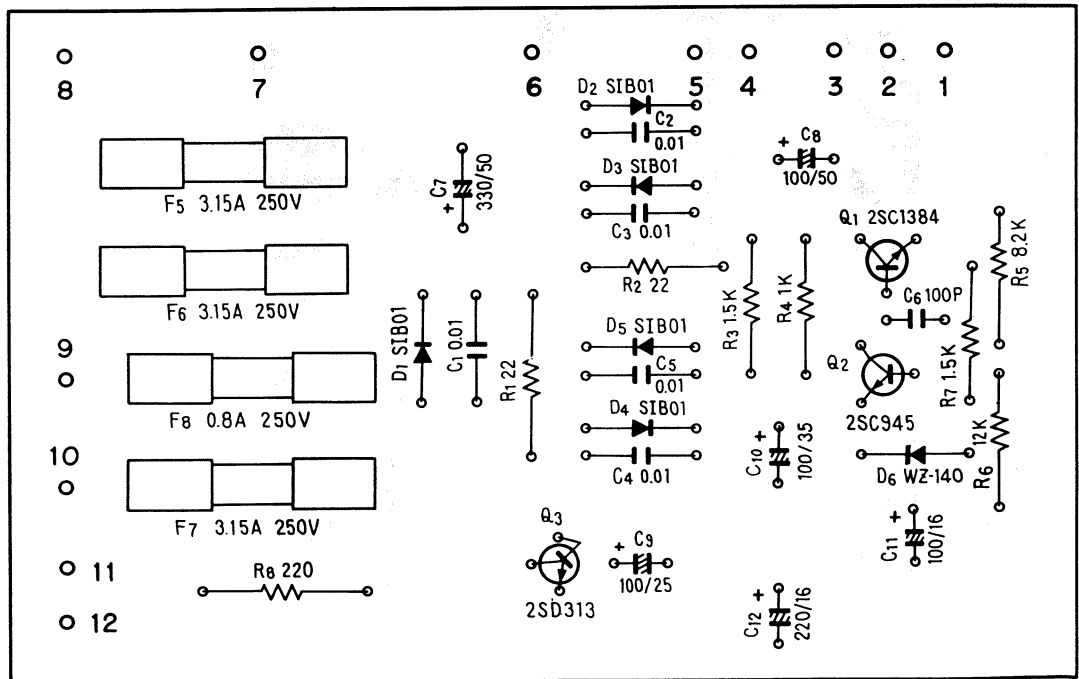 8
7
6
5
4
3
2
1
D2 SIB01
C2
0.01
+ C8
100/50
F5 3.15A 250V
C7
330/50
+
D3 SIB01
C3 0.01
Q1 2SC1384
R5 8.2K
R2 22
F6 3.15A 250V
D1 SIB01
C1 0.01
R1 22
R3 1.5K
R4 1K
C6 100P
9
D5 SIB01
C5
0.01
Q2
2SC945
R7 1.5K
F8 0.8A 250V
D4 SIB01
C4 0.01
C10 +
100/35
12K
R6
D6 WZ-140
10
F7 3.15A 250V
Q3
2SD313
+ C9
100/25
C11 +
100/16
11
R8 220
12
C12 +
220/16